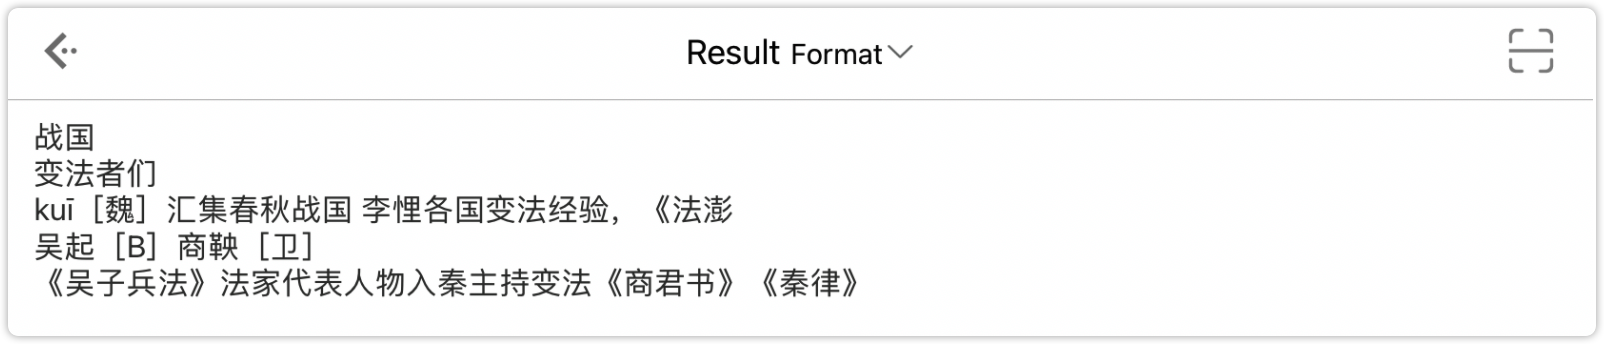 Result Format
战国
变法者们
kuī［魏］汇集春秋战国 李悝各国变法经验，《法澎
吴起［B］商鞅［卫］
《吴子兵法》法家代表人物入秦主持变法《商君书》《秦律》